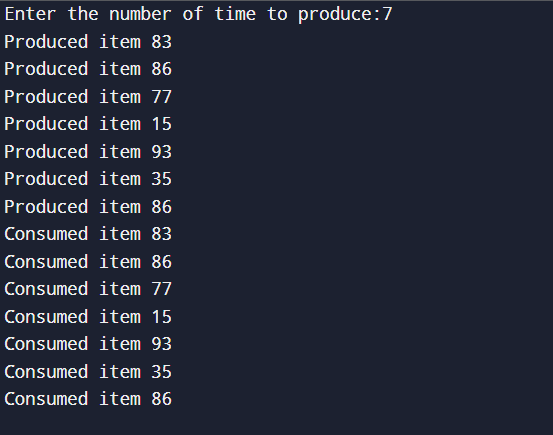 Enter the number of time to produce:7
Produced item 83
Produced item 86
Produced item 77
Produced item 15
Produced item 93
Produced item 35
Produced item 86
Consumed item 83
Consumed item 86
Consumed item 77
Consumed item 15
Consumed item 93
Consumed item 35
Consumed item 86